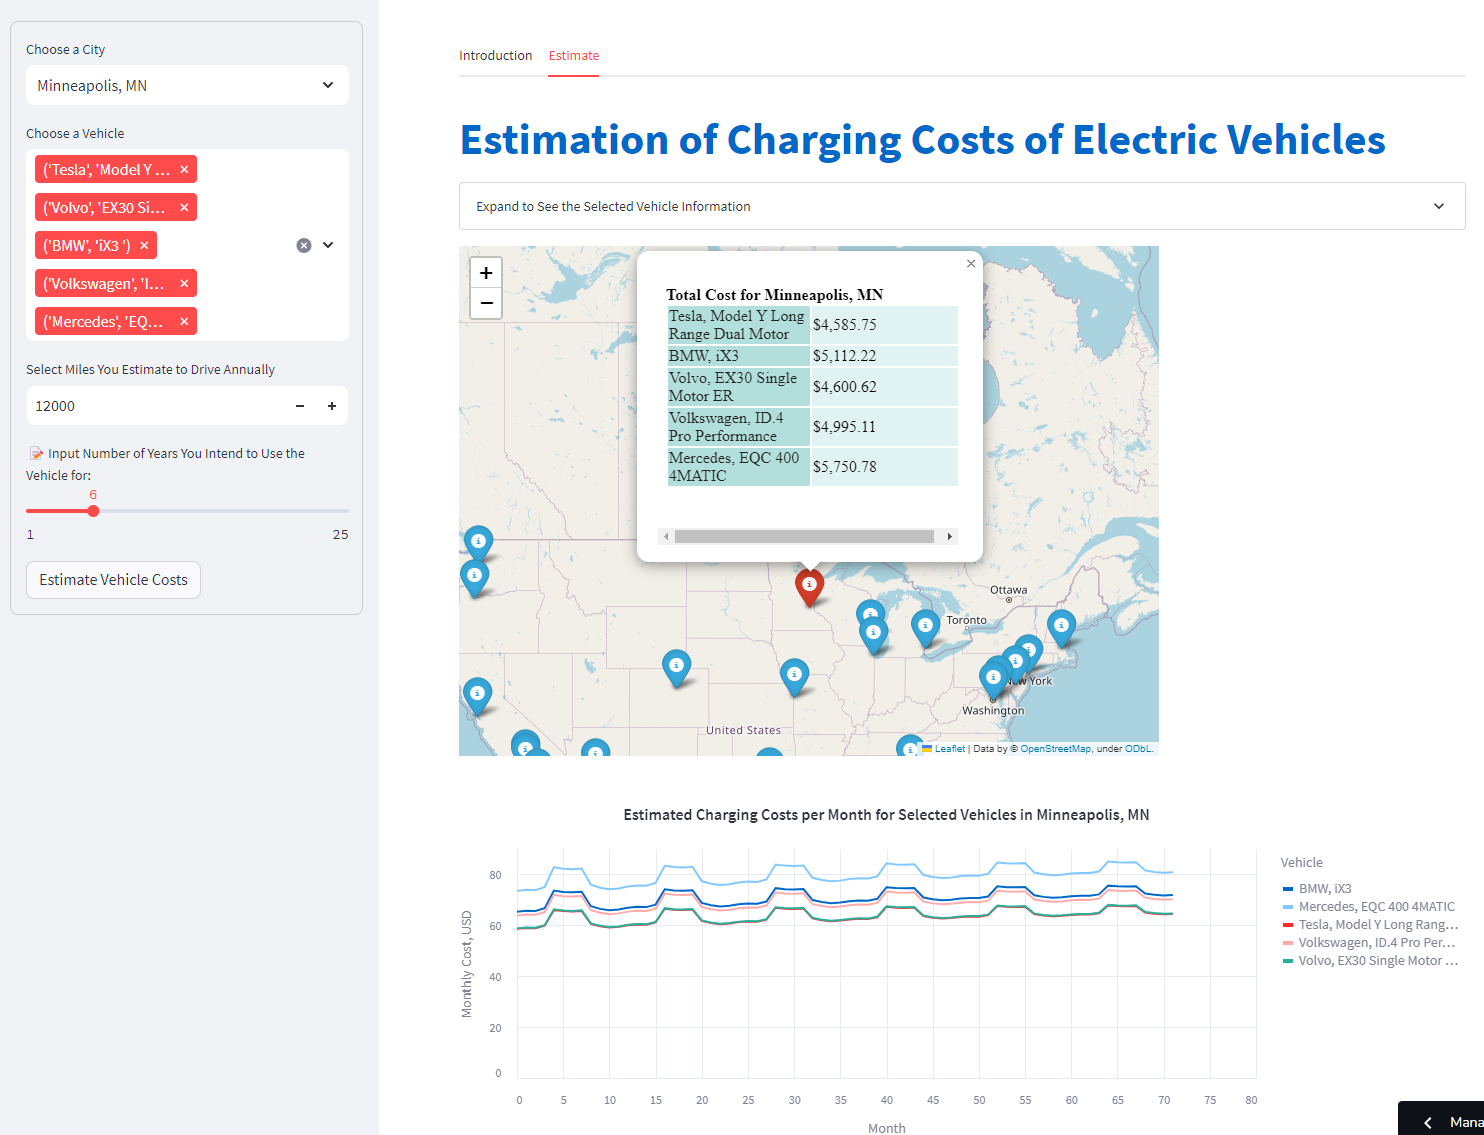 Choose a City
Minneapolis, MN
Choose a Vehicle
('Tesla', 'Model Y ...
('Volvo', 'EX30 Si...
('BMW', 'iX3 ')
('Volkswagen', 'I...
('Mercedes', 'EQ...
Select Miles You Estimate to Drive Annually
12000
Input Number of Years You Intend to Use the
Vehicle for:
6
1
25
Estimate Vehicle Costs
Introduction
Estimate
Estimation of Charging Costs of Electric Vehicles
Expand to See the Selected Vehicle Information
+
−
Total Cost for Minneapolis, MN
Tesla, Model Y Long
Range Dual Motor
$4,585.75
BMW, iX3
$5,112.22
Volvo, EX30 Single
Motor ER
$4,600.62
Volkswagen, ID.4
Pro Performance
$4,995.11
Mercedes, EQC 400
4MATIC
$5,750.78
Ottawa
Toronto
New York
Washington
United States
Leaflet | Data by © OpenStreetMap, under ODbL.
Estimated Charging Costs per Month for Selected Vehicles in Minneapolis, MN
Monthly Cost, USD
80
60
40
20
0
0 5 10 15 20 25 30 35 40 45 50 55 60 65 70 75 80
Month
Vehicle
BMW, iX3
Mercedes, EQC 400 4MATIC
Tesla, Model Y Long Rang...
Volkswagen, ID.4 Pro Per...
Volvo, EX30 Single Motor ...
Mana